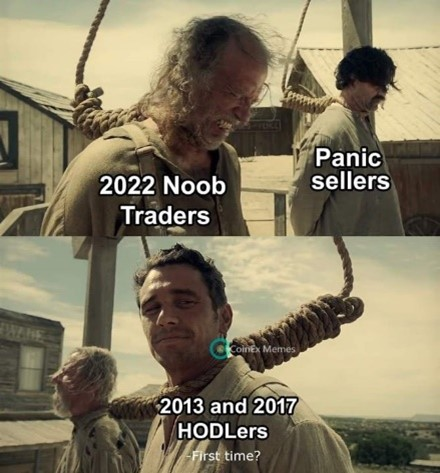 2022 Noob
Traders
Panic
sellers
CoinEx Memes
2013 and 2017
HODLers
-First time?